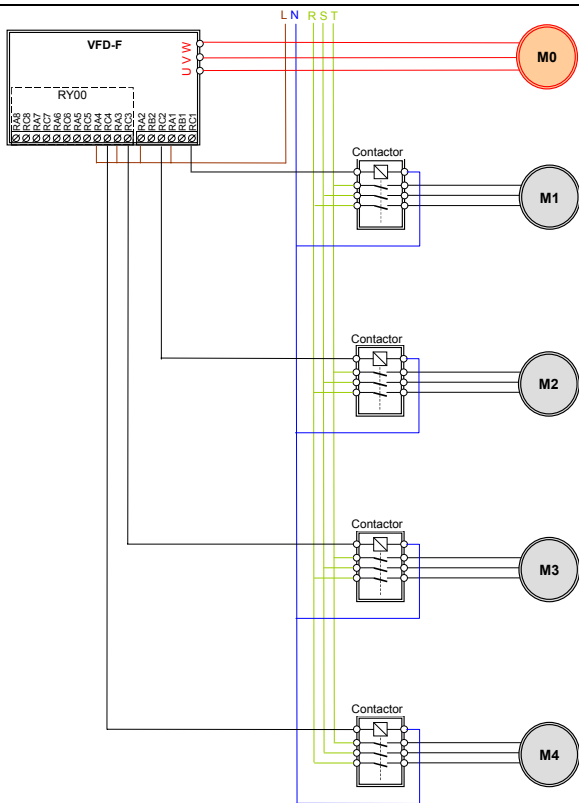 L N R S T
VFD-F
U V W
M0
RY00
RA8
RC8
RA7
RC7
RA6
RC6
RA5
RC5
RA4
RC4
RA3
RC3
RA2
RB2
RC2
RA1
RB1
RC1
Contactor
M1
Contactor
M2
Contactor
M3
Contactor
M4